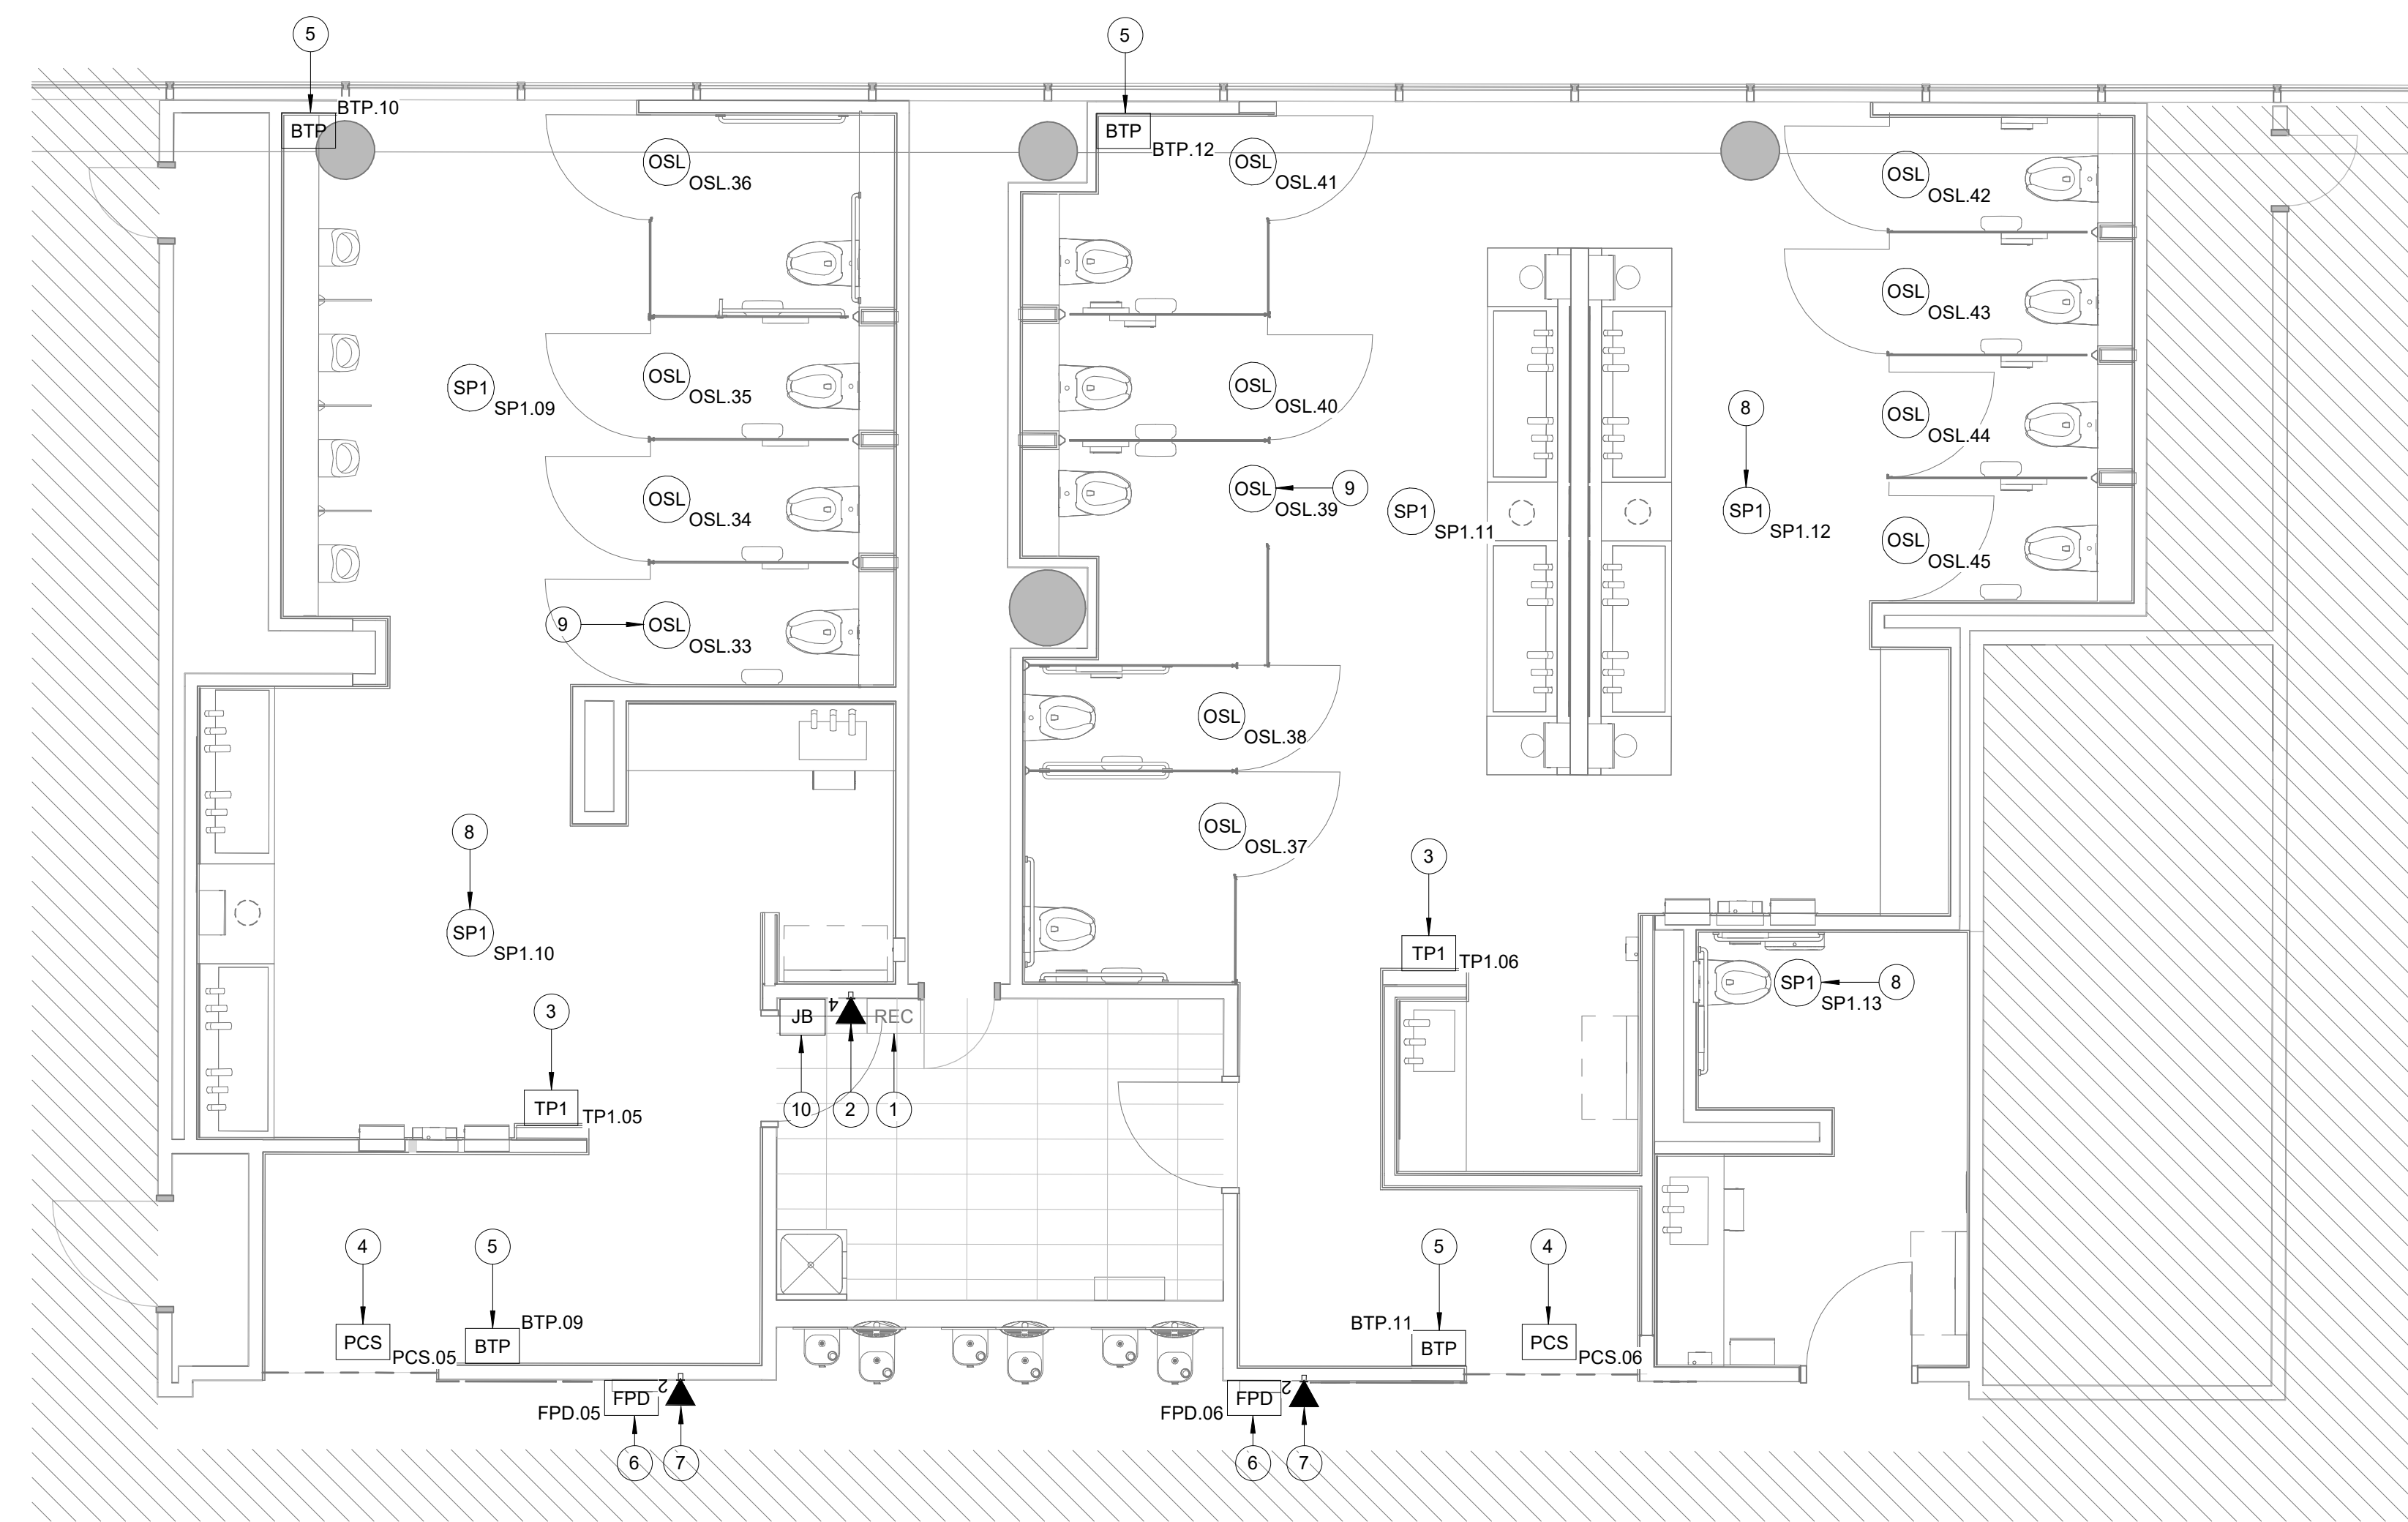 5
5
BTP
BTP.10
BTP
BTP.12
OSL
OSL.36
OSL
OSL.41
OSL
OSL.42
OSL
OSL.43
SP1
SP1.09
OSL
OSL.35
OSL
OSL.40
8
OSL
OSL.44
OSL
OSL.34
OSL
OSL.39
9
SP1
SP1.11
SP1
SP1.12
OSL
OSL.45
9
OSL
OSL.33
OSL
OSL.38
8
OSL
OSL.37
3
SP1
SP1.10
TP1
TP1.06
SP1
SP1.13
8
3
JB
4
REC
TP1
TP1.05
10
2
1
4
5
5
4
PCS
PCS.05
BTP
BTP.09
BTP.11
BTP
PCS
PCS.06
FPD
FPD.05
2
FPD
FPD.06
2
6
7
6
7